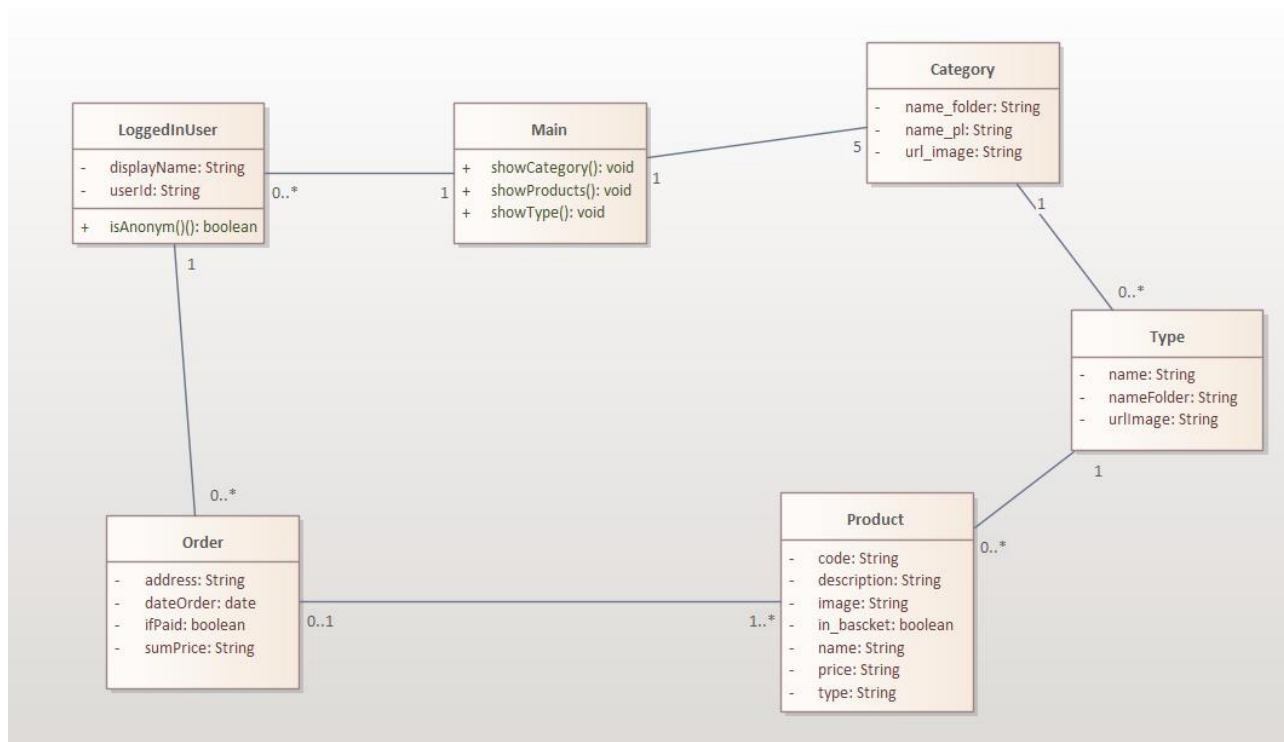 LoggedInUser
- displayName: String
- userId: String
+ isAnonym()(): boolean
0..*
1
1
Main
+ showCategory(): void
+ showProducts(): void
+ showType(): void
1
5
Category
- name_folder: String
- name_pl: String
- url_image: String
1
0..*
Type
- name: String
- nameFolder: String
- urlImage: String
1
0..*
Product
- code: String
- description: String
- image: String
- in_bascket: boolean
- name: String
- price: String
- type: String
1..*
0..1
0..*
Order
- address: String
- dateOrder: date
- ifPaid: boolean
- sumPrice: String